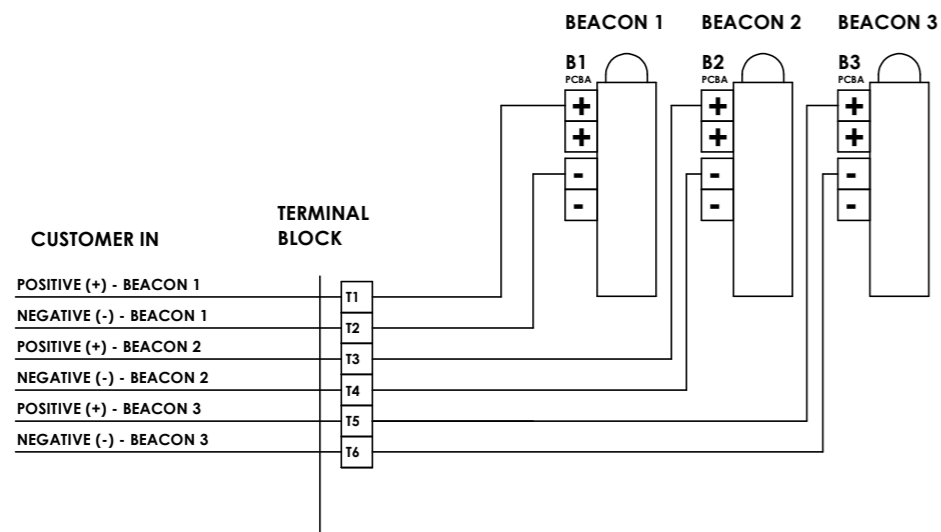 BEACON 1
BEACON 2
BEACON 3
B1
PCBA
+
+
-
-
B2
PCBA
+
+
-
-
B3
PCBA
+
+
-
-
TERMINAL
BLOCK
CUSTOMER IN
POSITIVE (+) - BEACON 1
T1
NEGATIVE (-) - BEACON 1
T2
POSITIVE (+) - BEACON 2
T3
NEGATIVE (-) - BEACON 2
T4
POSITIVE (+) - BEACON 3
T5
NEGATIVE (-) - BEACON 3
T6